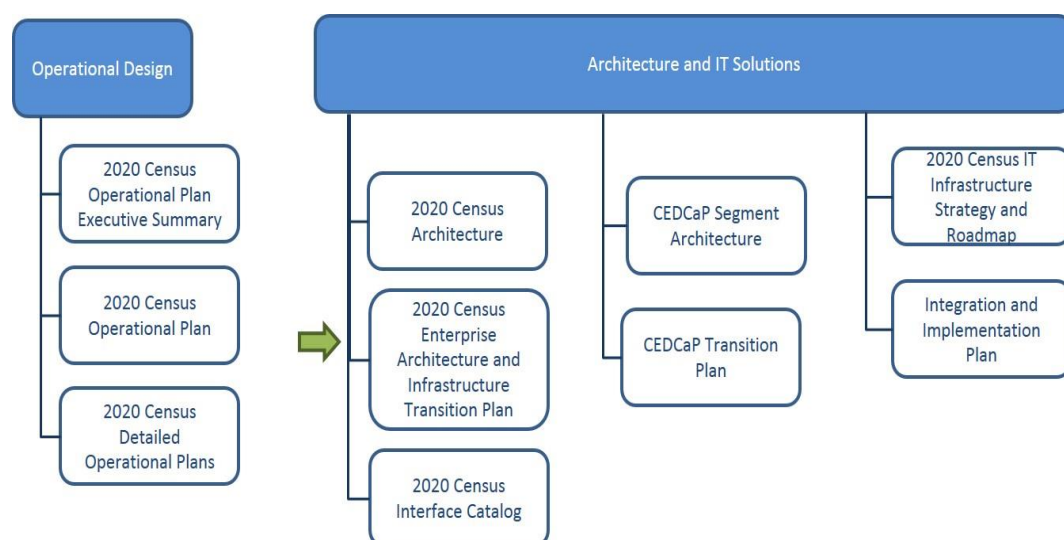 Operational Design
2020 Census
Operational Plan
Executive Summary
2020 Census
Operational Plan
2020 Census
Detailed
Operational Plans
Architecture and IT Solutions
2020 Census
Architecture
2020 Census
Enterprise
Architecture and
Infrastructure
Transition Plan
2020 Census
Interface Catalog
CEDCaP Segment
Architecture
CEDCaP Transition
Plan
2020 Census IT
Infrastructure
Strategy and
Roadmap
Integration and
Implementation
Plan